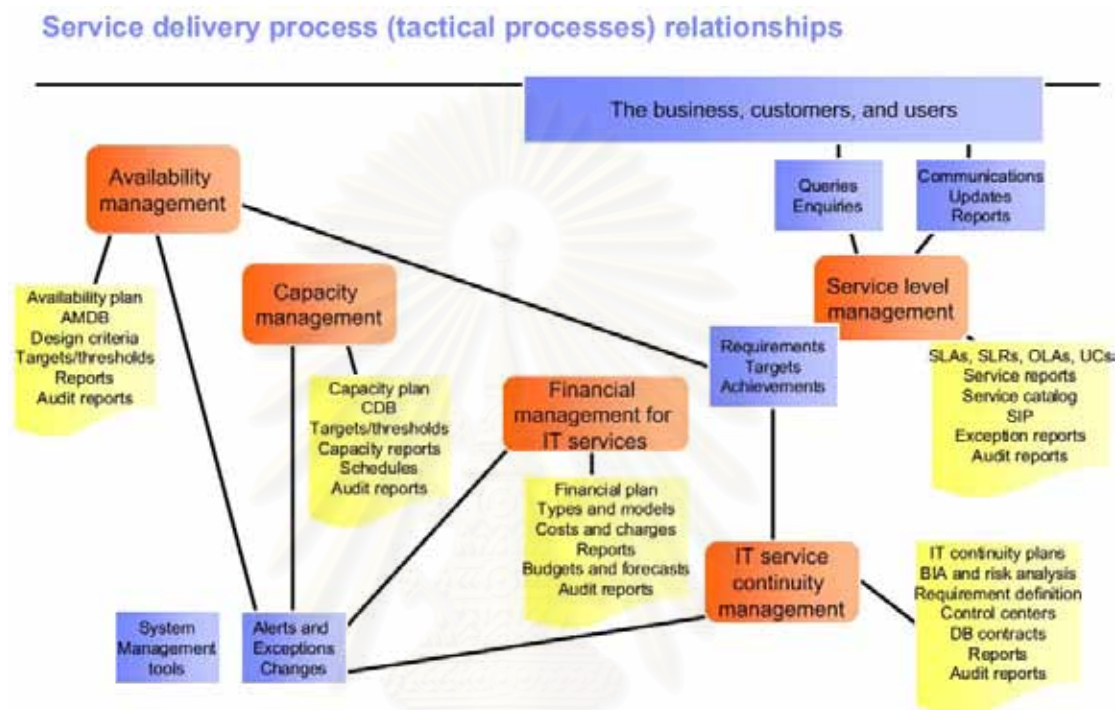 Service delivery process (tactical processes) relationships
The business, customers, and users
Availability
management
Queries
Enquiries
Communications
Updates
Reports
Availability plan
AMDB
Design criteria
Targets/thresholds
Reports
Audit reports
Capacity
management
Service level
management
Requirements
Targets
Achievements
SLAs, SLRs, OLAs, UCs
Service reports
Service catalog
SIP
Exception reports
Audit reports
Capacity plan
CDB
Targets/thresholds
Capacity reports
Schedules
Audit reports
Financial
management for
IT services
Financial plan
Types and models
Costs and charges
Reports
Budgets and forecasts
Audit reports
IT service
continuity
management
IT continuity plans
BIA and risk analysis
Requirement definition
Control centers
DB contracts
Reports
Audit reports
System
Management
tools
Alerts and
Exceptions
Changes